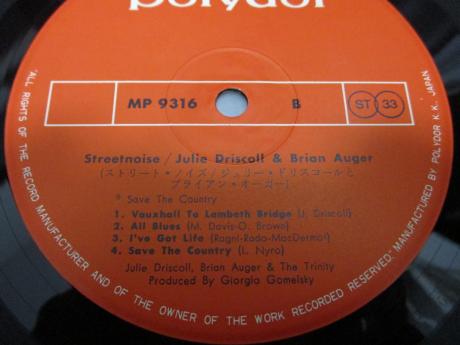 polydor
MP 9316
B
ST 33
Streetnoise / Julie Driscoll & Brian Auger
(ストリート・ノイズ/ジュリー・ドリスコールと
ブライアン・オーガー)
° Save The Country
1. Vauxhall To Lambeth Bridge (J. Driscoll)
2. All Blues (M. Davis-O. Brown)
3. I've Got Life (Ragni-Rado-MacDermot)
4. Save The Country (L. Nyro)
Julie Driscoll, Brian Auger & The Trinity
Produced By Giorgio Gomelsky
"ALL RIGHTS OF THE RECORD MANUFACTURER AND OF THE OWNER OF THE WORK RECORDED RESERVED." MANUFACTURED BY POLYDOR K. K., JAPAN